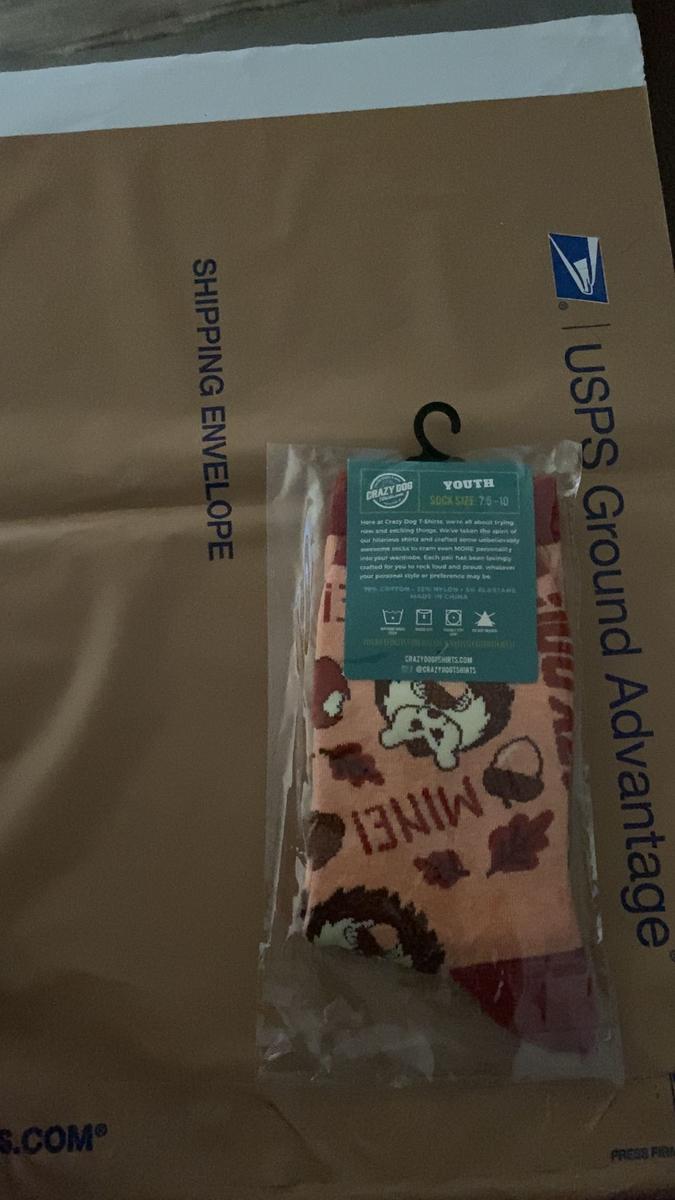 SHIPPING ENVELOPE
USPS Ground Advantage
CRAZY DOG
YOUTH
SOCK SIZE 7.5-10
Here at Crazy Dog T-Shirts, we're all about trying
new and exciting things. We've taken the spirit of
our hilarious shirts and crafted some unbelievably
awesome socks to cram even MORE personality
into your wardrobe. Each pair has been lovingly
crafted for you to rock loud and proud, whatever
your personal style or preference may be.
MADE IN CHINA
CRAZYDOGTSHIRTS.COM
@CRAZYDOGTSHIRTS
MINE!
S.COM®
PRESS FIRM